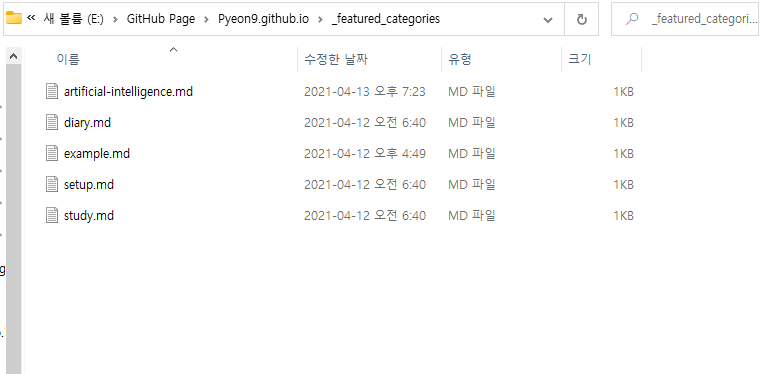 « 새 볼륨 (E:) > GitHub Page > Pyeon9.github.io > _featured_categories
_featured_categori...
이름 수정한 날짜 유형 크기
artificial-intelligence.md 2021-04-13 오후 7:23 MD 파일 1KB
diary.md 2021-04-12 오전 6:40 MD 파일 1KB
example.md 2021-04-12 오후 4:49 MD 파일 1KB
setup.md 2021-04-12 오전 6:40 MD 파일 1KB
study.md 2021-04-12 오전 6:40 MD 파일 1KB